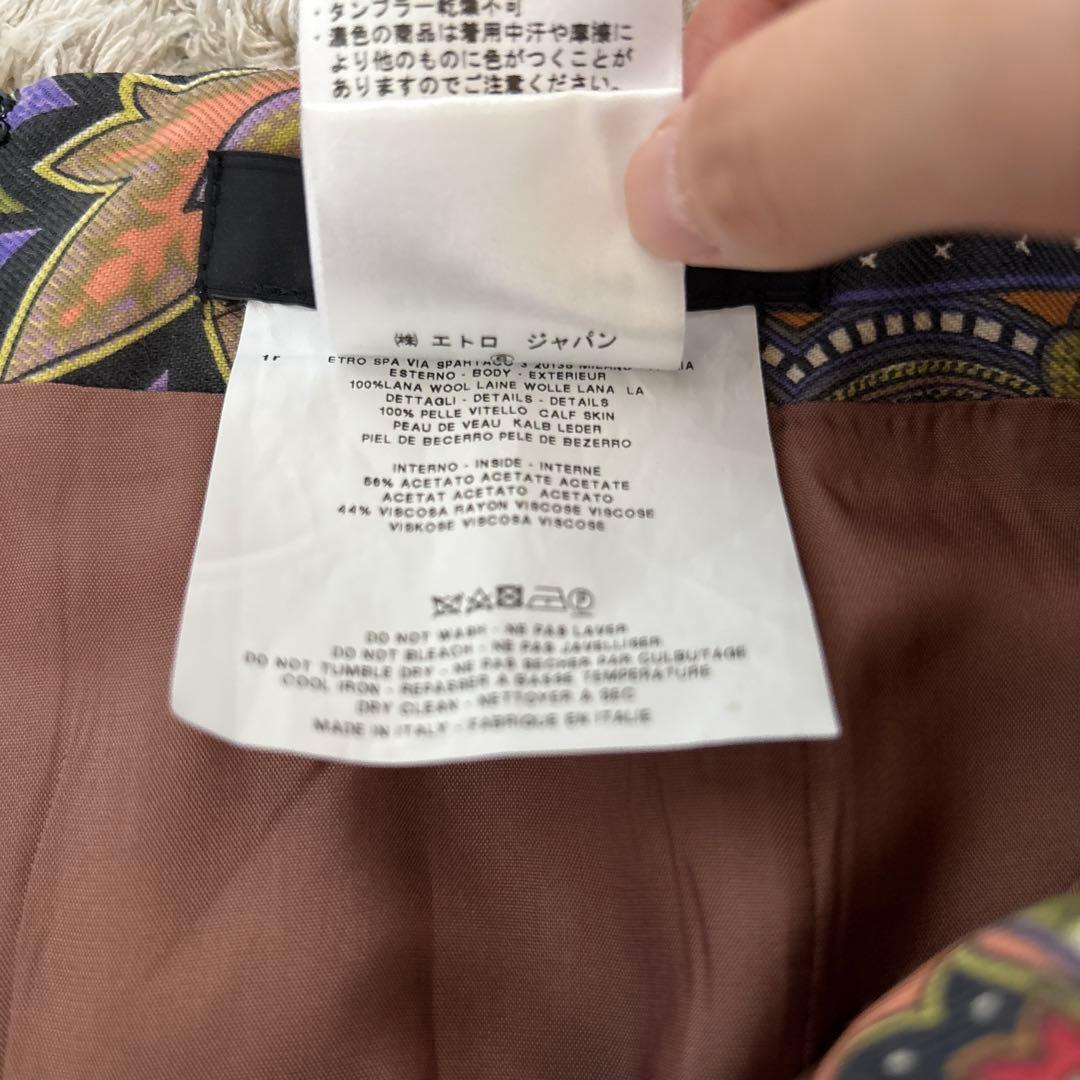 ・タンブラー乾燥不可
・濃色の商品は着用中汗や摩擦に
より他のものに色がつくことが
ありますのでご注意ください。
㈱ エトロ ジャパン
ETRO SPA VIA SPARTACO 3 20135 MILANO
ESTERNO - BODY - EXTERIEUR
100%LANA WOOL LAINE WOLLE LANA LA
DETTAGLI - DETAILS - DETAILS
100% PELLE VITELLO CALF SKIN
PEAU DE VEAU KALB LEDER
PIEL DE BECERRO PELE DE BEZERRO
INTERNO - INSIDE - INTERNE
56% ACETATO ACETATE ACETATE
ACETAT ACETATO ACETATO
44% VISCOSA RAYON VISCOSE VISCOSE
VISKOSE VISCOSA VISCOSE
DO NOT WASH - NE PAS LAVER
DO NOT BLEACH - NE PAS JAVELLISER
DO NOT TUMBLE DRY - NE PAS SECHER PAR CULBUTAGE
COOL IRON - REPASSER A BASSE TEMPERATURE
DRY CLEAN - NETTOYER A SEC
MADE IN ITALY - FABRIQUE EN ITALIE